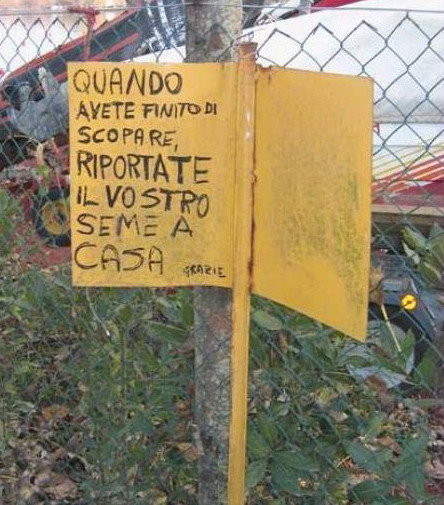 QUANDO
AVETE FINITO DI
SCOPARE,
RIPORTATE
IL VOSTRO
SEME A
CASA GRAZIE